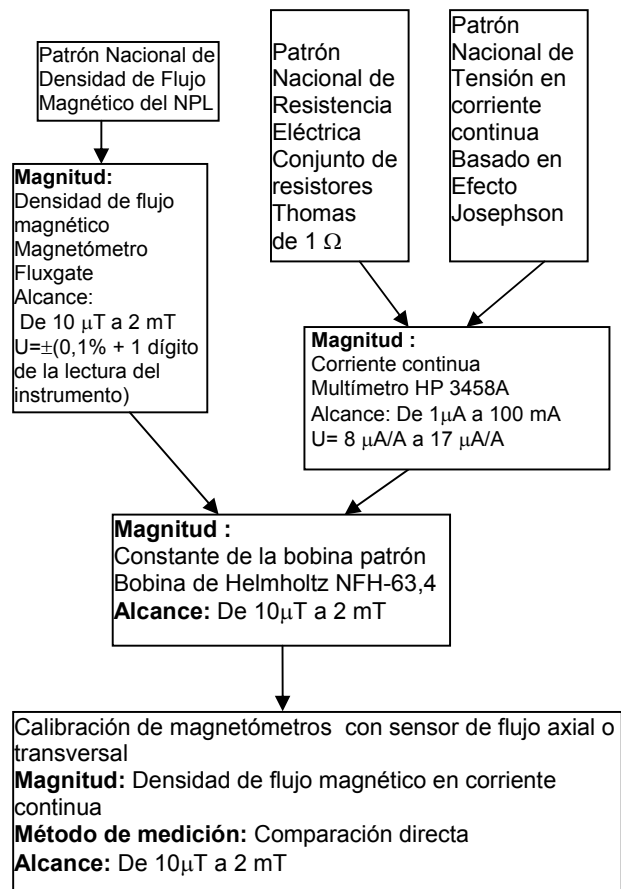 Patrón Nacional de
Densidad de Flujo
Magnético del NPL
Patrón
Nacional de
Resistencia
Eléctrica
Conjunto de
resistores
Thomas
de 1 Ω
Patrón
Nacional de
Tensión en
corriente
continua
Basado en
Efecto
Josephson
Magnitud:
Densidad de flujo
magnético
Magnetómetro
Fluxgate
Alcance:
De 10 μT a 2 mT
U=±(0,1% + 1 dígito
de la lectura del
instrumento)
Magnitud :
Corriente continua
Multímetro HP 3458A
Alcance: De 1μA a 100 mA
U= 8 μA/A a 17 μA/A
Magnitud :
Constante de la bobina patrón
Bobina de Helmholtz NFH-63,4
Alcance: De 10μT a 2 mT
Calibración de magnetómetros con sensor de flujo axial o
transversal
Magnitud: Densidad de flujo magnético en corriente
continua
Método de medición: Comparación directa
Alcance: De 10μT a 2 mT